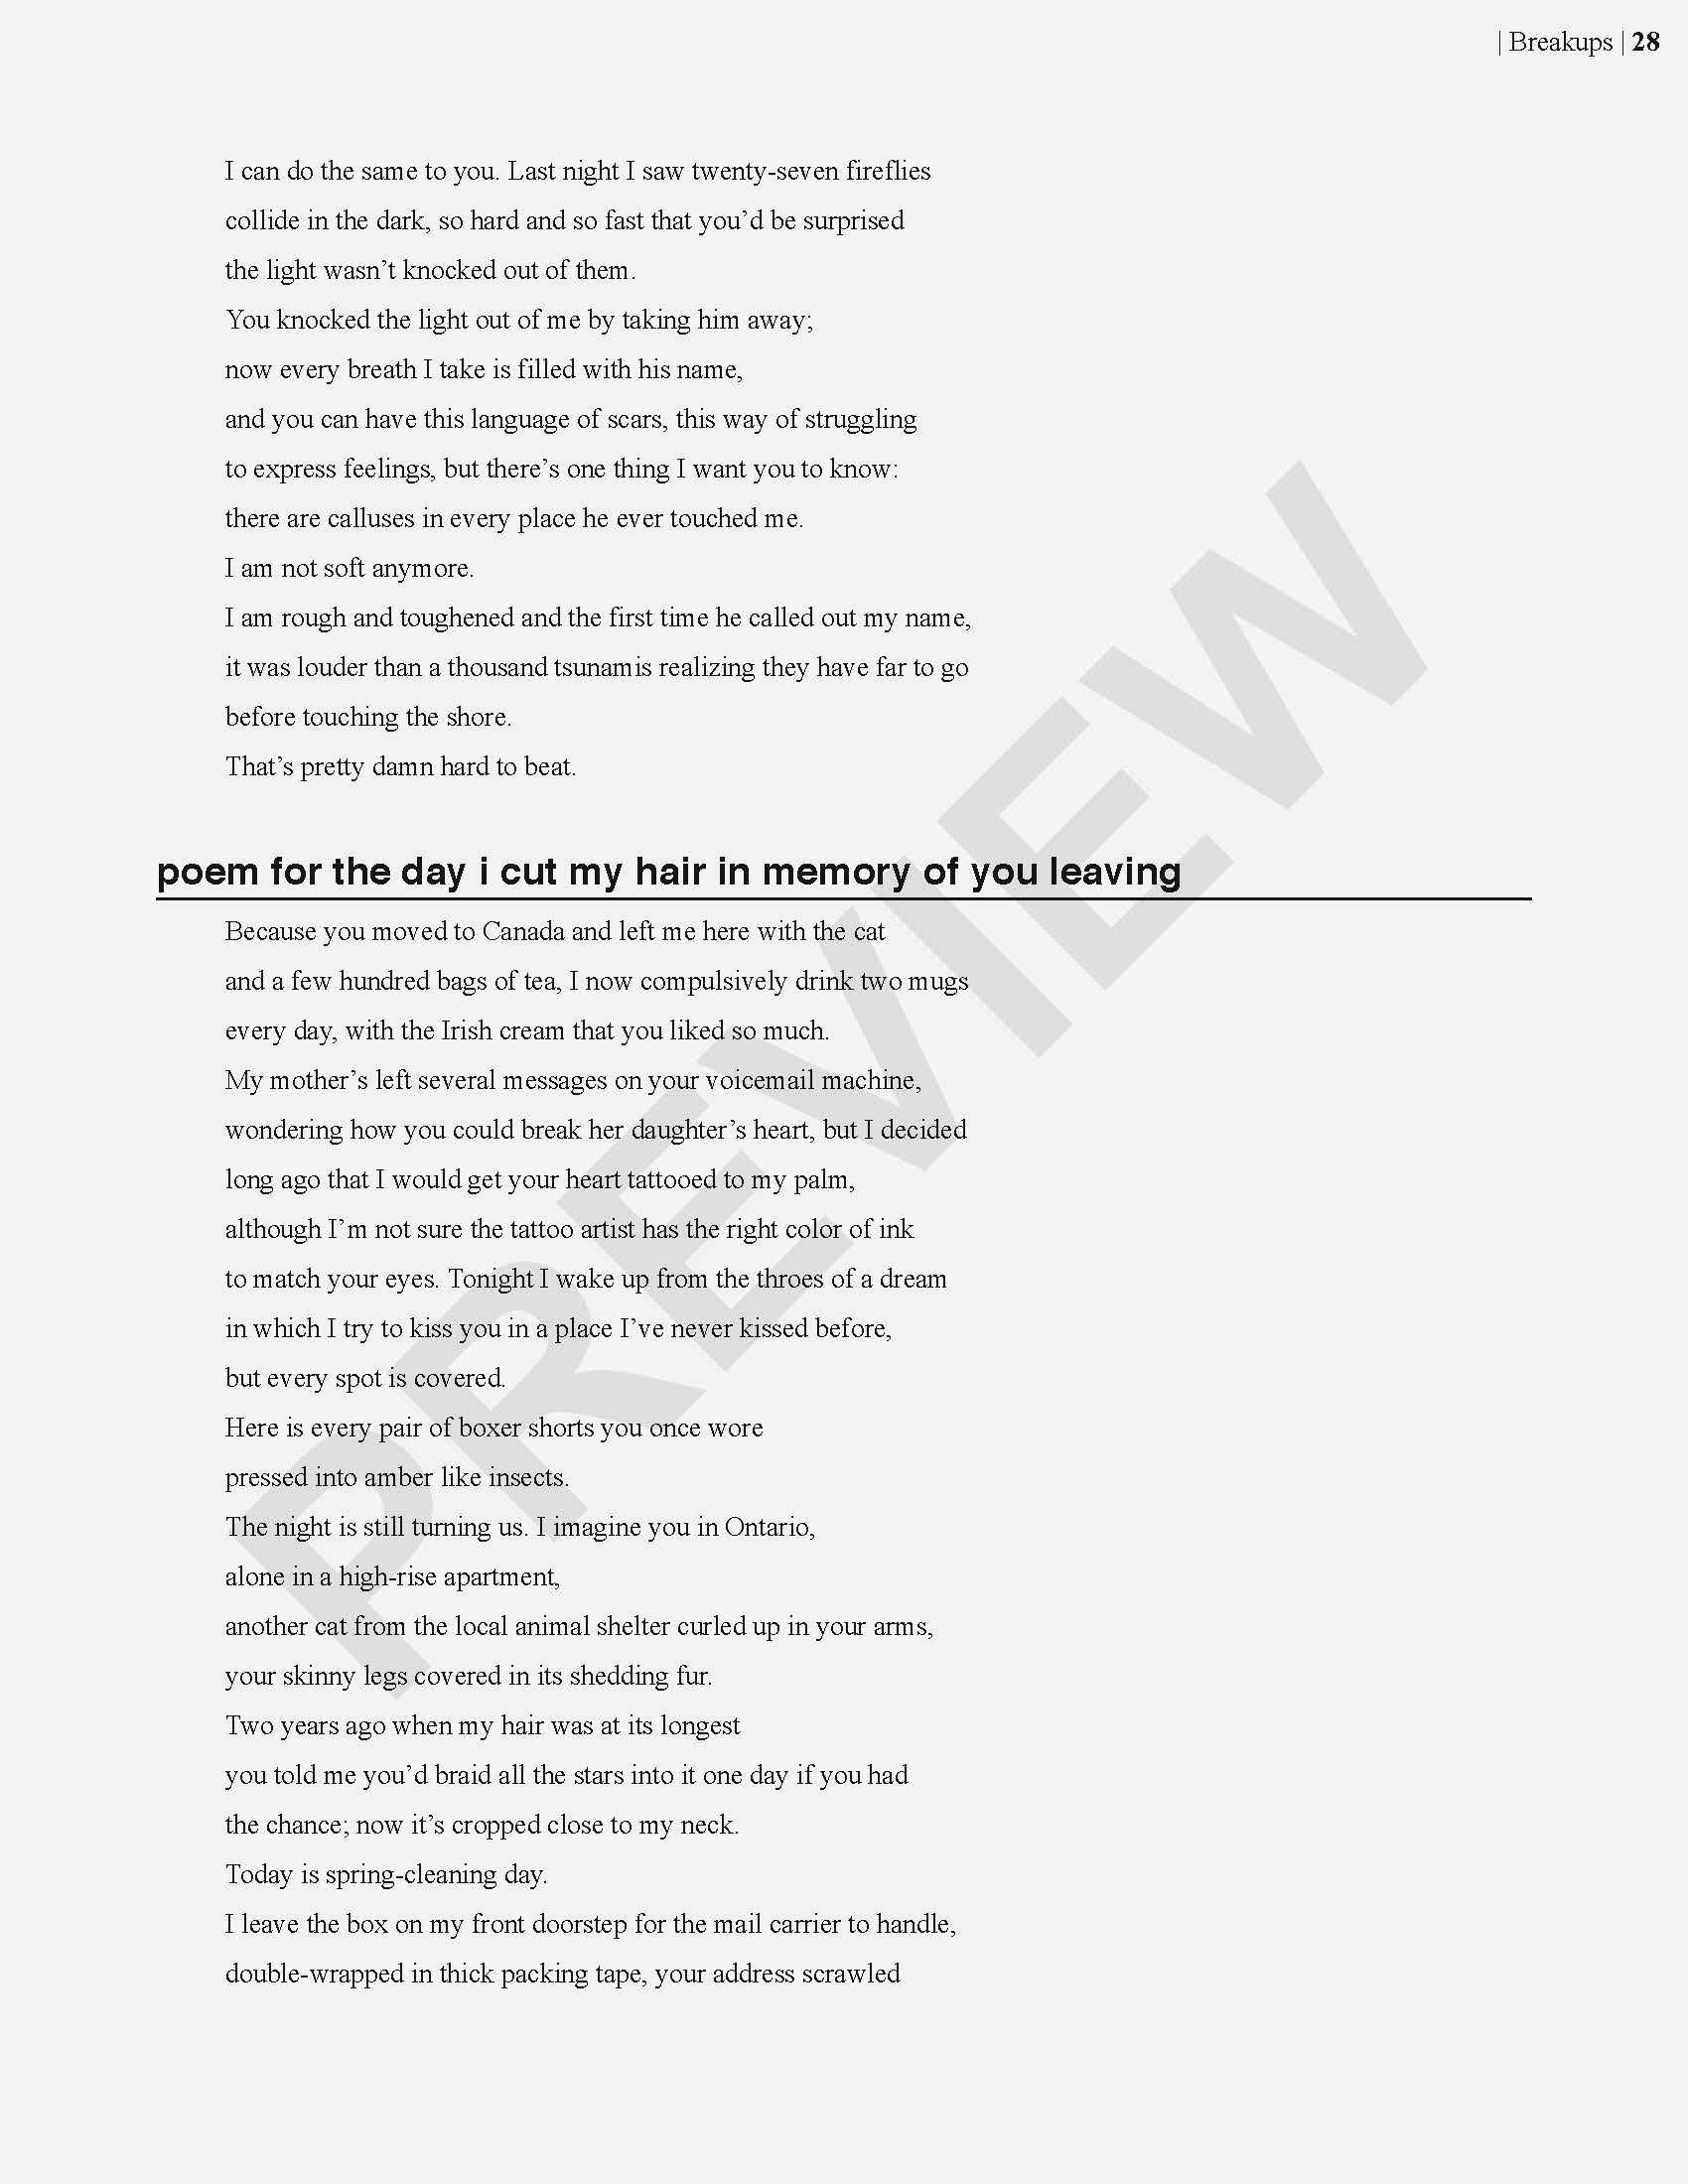 | Breakups | 28
I can do the same to you. Last night I saw twenty-seven fireflies
collide in the dark, so hard and so fast that you’d be surprised
the light wasn’t knocked out of them.
You knocked the light out of me by taking him away;
now every breath I take is filled with his name,
and you can have this language of scars, this way of struggling
to express feelings, but there’s one thing I want you to know:
there are calluses in every place he ever touched me.
I am not soft anymore.
I am rough and toughened and the first time he called out my name,
it was louder than a thousand tsunamis realizing they have far to go
before touching the shore.
That’s pretty damn hard to beat.
poem for the day i cut my hair in memory of you leaving
Because you moved to Canada and left me here with the cat
and a few hundred bags of tea, I now compulsively drink two mugs
every day, with the Irish cream that you liked so much.
My mother’s left several messages on your voicemail machine,
wondering how you could break her daughter’s heart, but I decided
long ago that I would get your heart tattooed to my palm,
although I’m not sure the tattoo artist has the right color of ink
to match your eyes. Tonight I wake up from the throes of a dream
in which I try to kiss you in a place I’ve never kissed before,
but every spot is covered.
Here is every pair of boxer shorts you once wore
pressed into amber like insects.
The night is still turning us. I imagine you in Ontario,
alone in a high-rise apartment,
another cat from the local animal shelter curled up in your arms,
your skinny legs covered in its shedding fur.
Two years ago when my hair was at its longest
you told me you’d braid all the stars into it one day if you had
the chance; now it’s cropped close to my neck.
Today is spring-cleaning day.
I leave the box on my front doorstep for the mail carrier to handle,
double-wrapped in thick packing tape, your address scrawled
PREVIEW